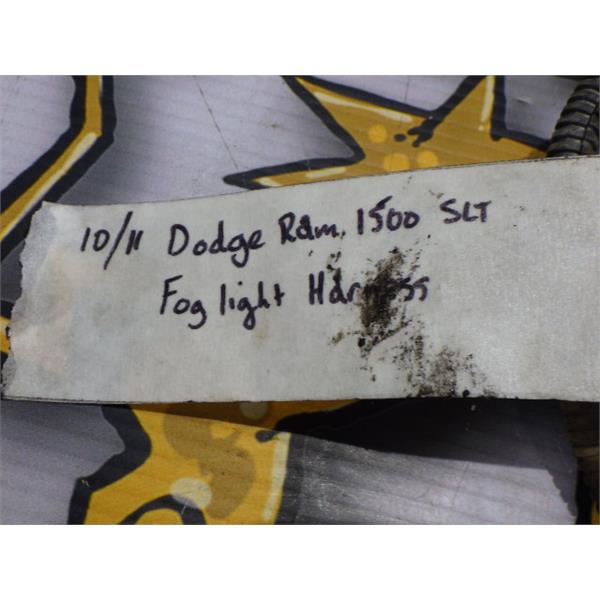 10/11 Dodge Ram 1500 SLT
Fog light Harness